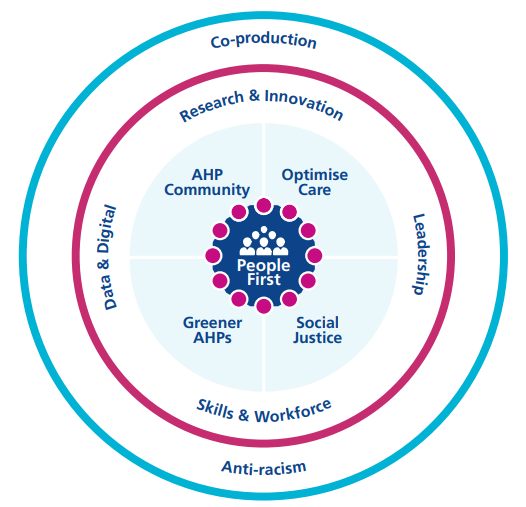 Co-production
Research & Innovation
AHP
Community
Optimise
Care
Data & Digital
Leadership
People
First
Greener
AHPs
Social
Justice
Skills & Workforce
Anti-racism